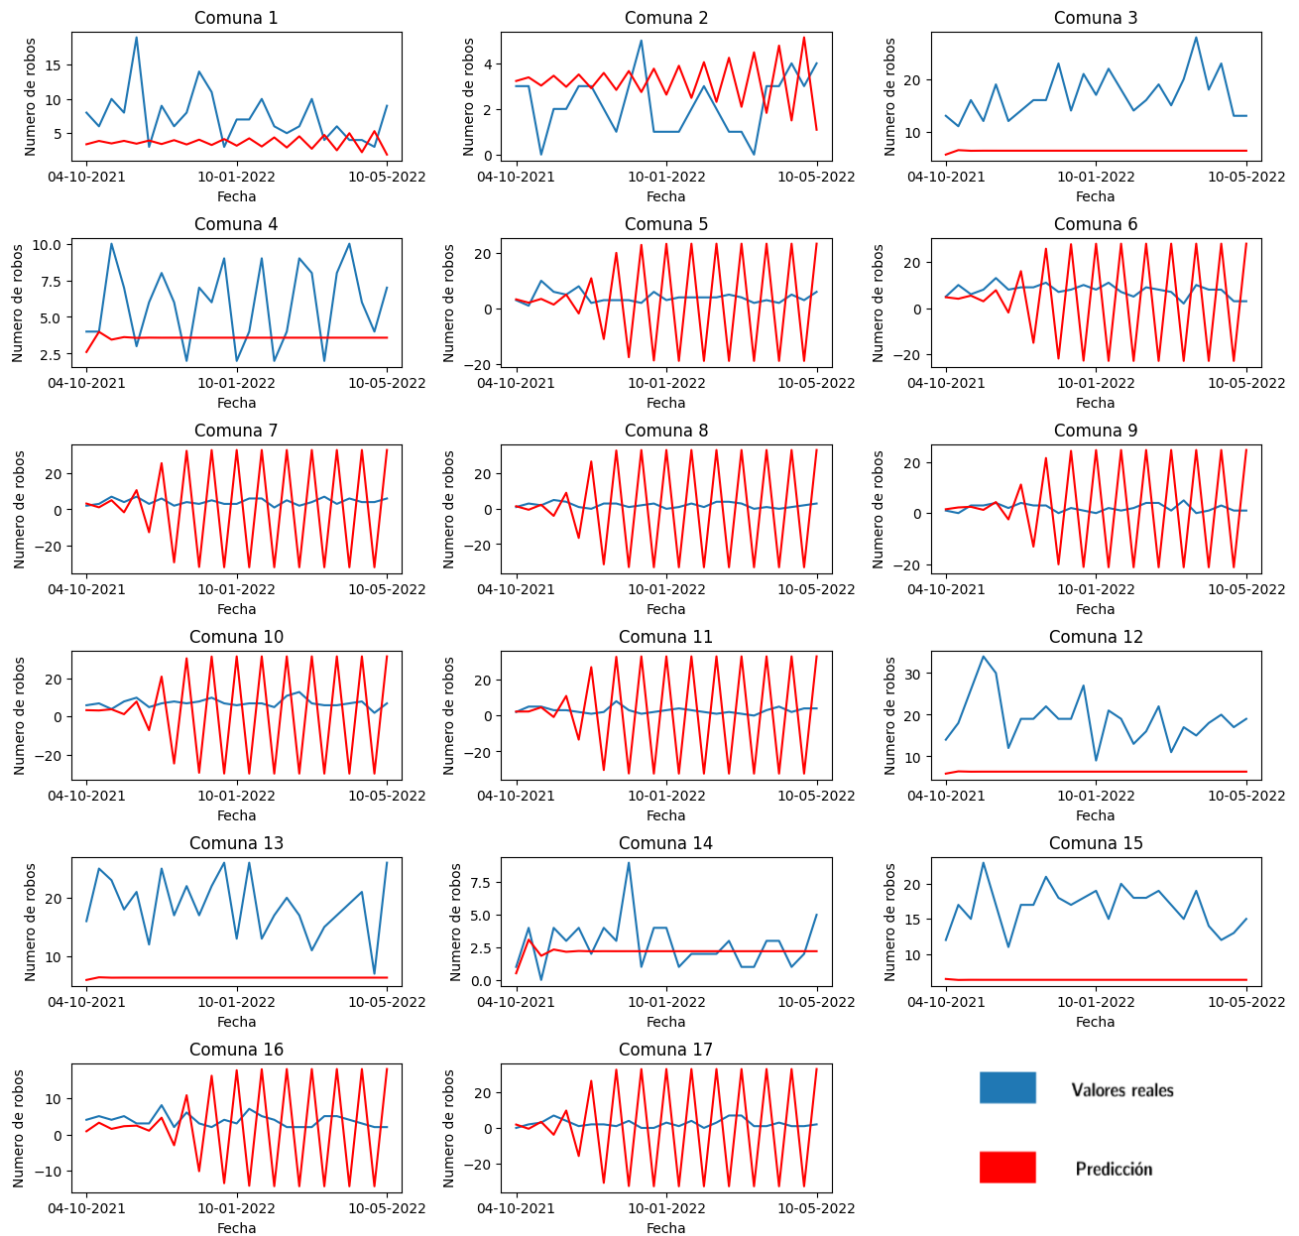 Comuna 1
Numero de robos
15
10
5
04-10-2021
10-01-2022
10-05-2022
Fecha
Comuna 2
Numero de robos
4
2
0
04-10-2021
10-01-2022
10-05-2022
Fecha
Comuna 3
Numero de robos
20
10
04-10-2021
10-01-2022
10-05-2022
Fecha
Comuna 4
Numero de robos
10.0
7.5
5.0
2.5
04-10-2021
10-01-2022
10-05-2022
Fecha
Comuna 5
Numero de robos
20
0
−20
04-10-2021
10-01-2022
10-05-2022
Fecha
Comuna 6
Numero de robos
20
0
−20
04-10-2021
10-01-2022
10-05-2022
Fecha
Comuna 7
Numero de robos
20
0
−20
04-10-2021
10-01-2022
10-05-2022
Fecha
Comuna 8
Numero de robos
20
0
−20
04-10-2021
10-01-2022
10-05-2022
Fecha
Comuna 9
Numero de robos
20
0
−20
04-10-2021
10-01-2022
10-05-2022
Fecha
Comuna 10
Numero de robos
20
0
−20
04-10-2021
10-01-2022
10-05-2022
Fecha
Comuna 11
Numero de robos
20
0
−20
04-10-2021
10-01-2022
10-05-2022
Fecha
Comuna 12
Numero de robos
30
20
10
04-10-2021
10-01-2022
10-05-2022
Fecha
Comuna 13
Numero de robos
20
10
04-10-2021
10-01-2022
10-05-2022
Fecha
Comuna 14
Numero de robos
7.5
5.0
2.5
0.0
04-10-2021
10-01-2022
10-05-2022
Fecha
Comuna 15
Numero de robos
20
15
10
04-10-2021
10-01-2022
10-05-2022
Fecha
Comuna 16
Numero de robos
10
0
−10
04-10-2021
10-01-2022
10-05-2022
Fecha
Comuna 17
Numero de robos
20
0
−20
04-10-2021
10-01-2022
10-05-2022
Fecha
Valores reales
Predicción